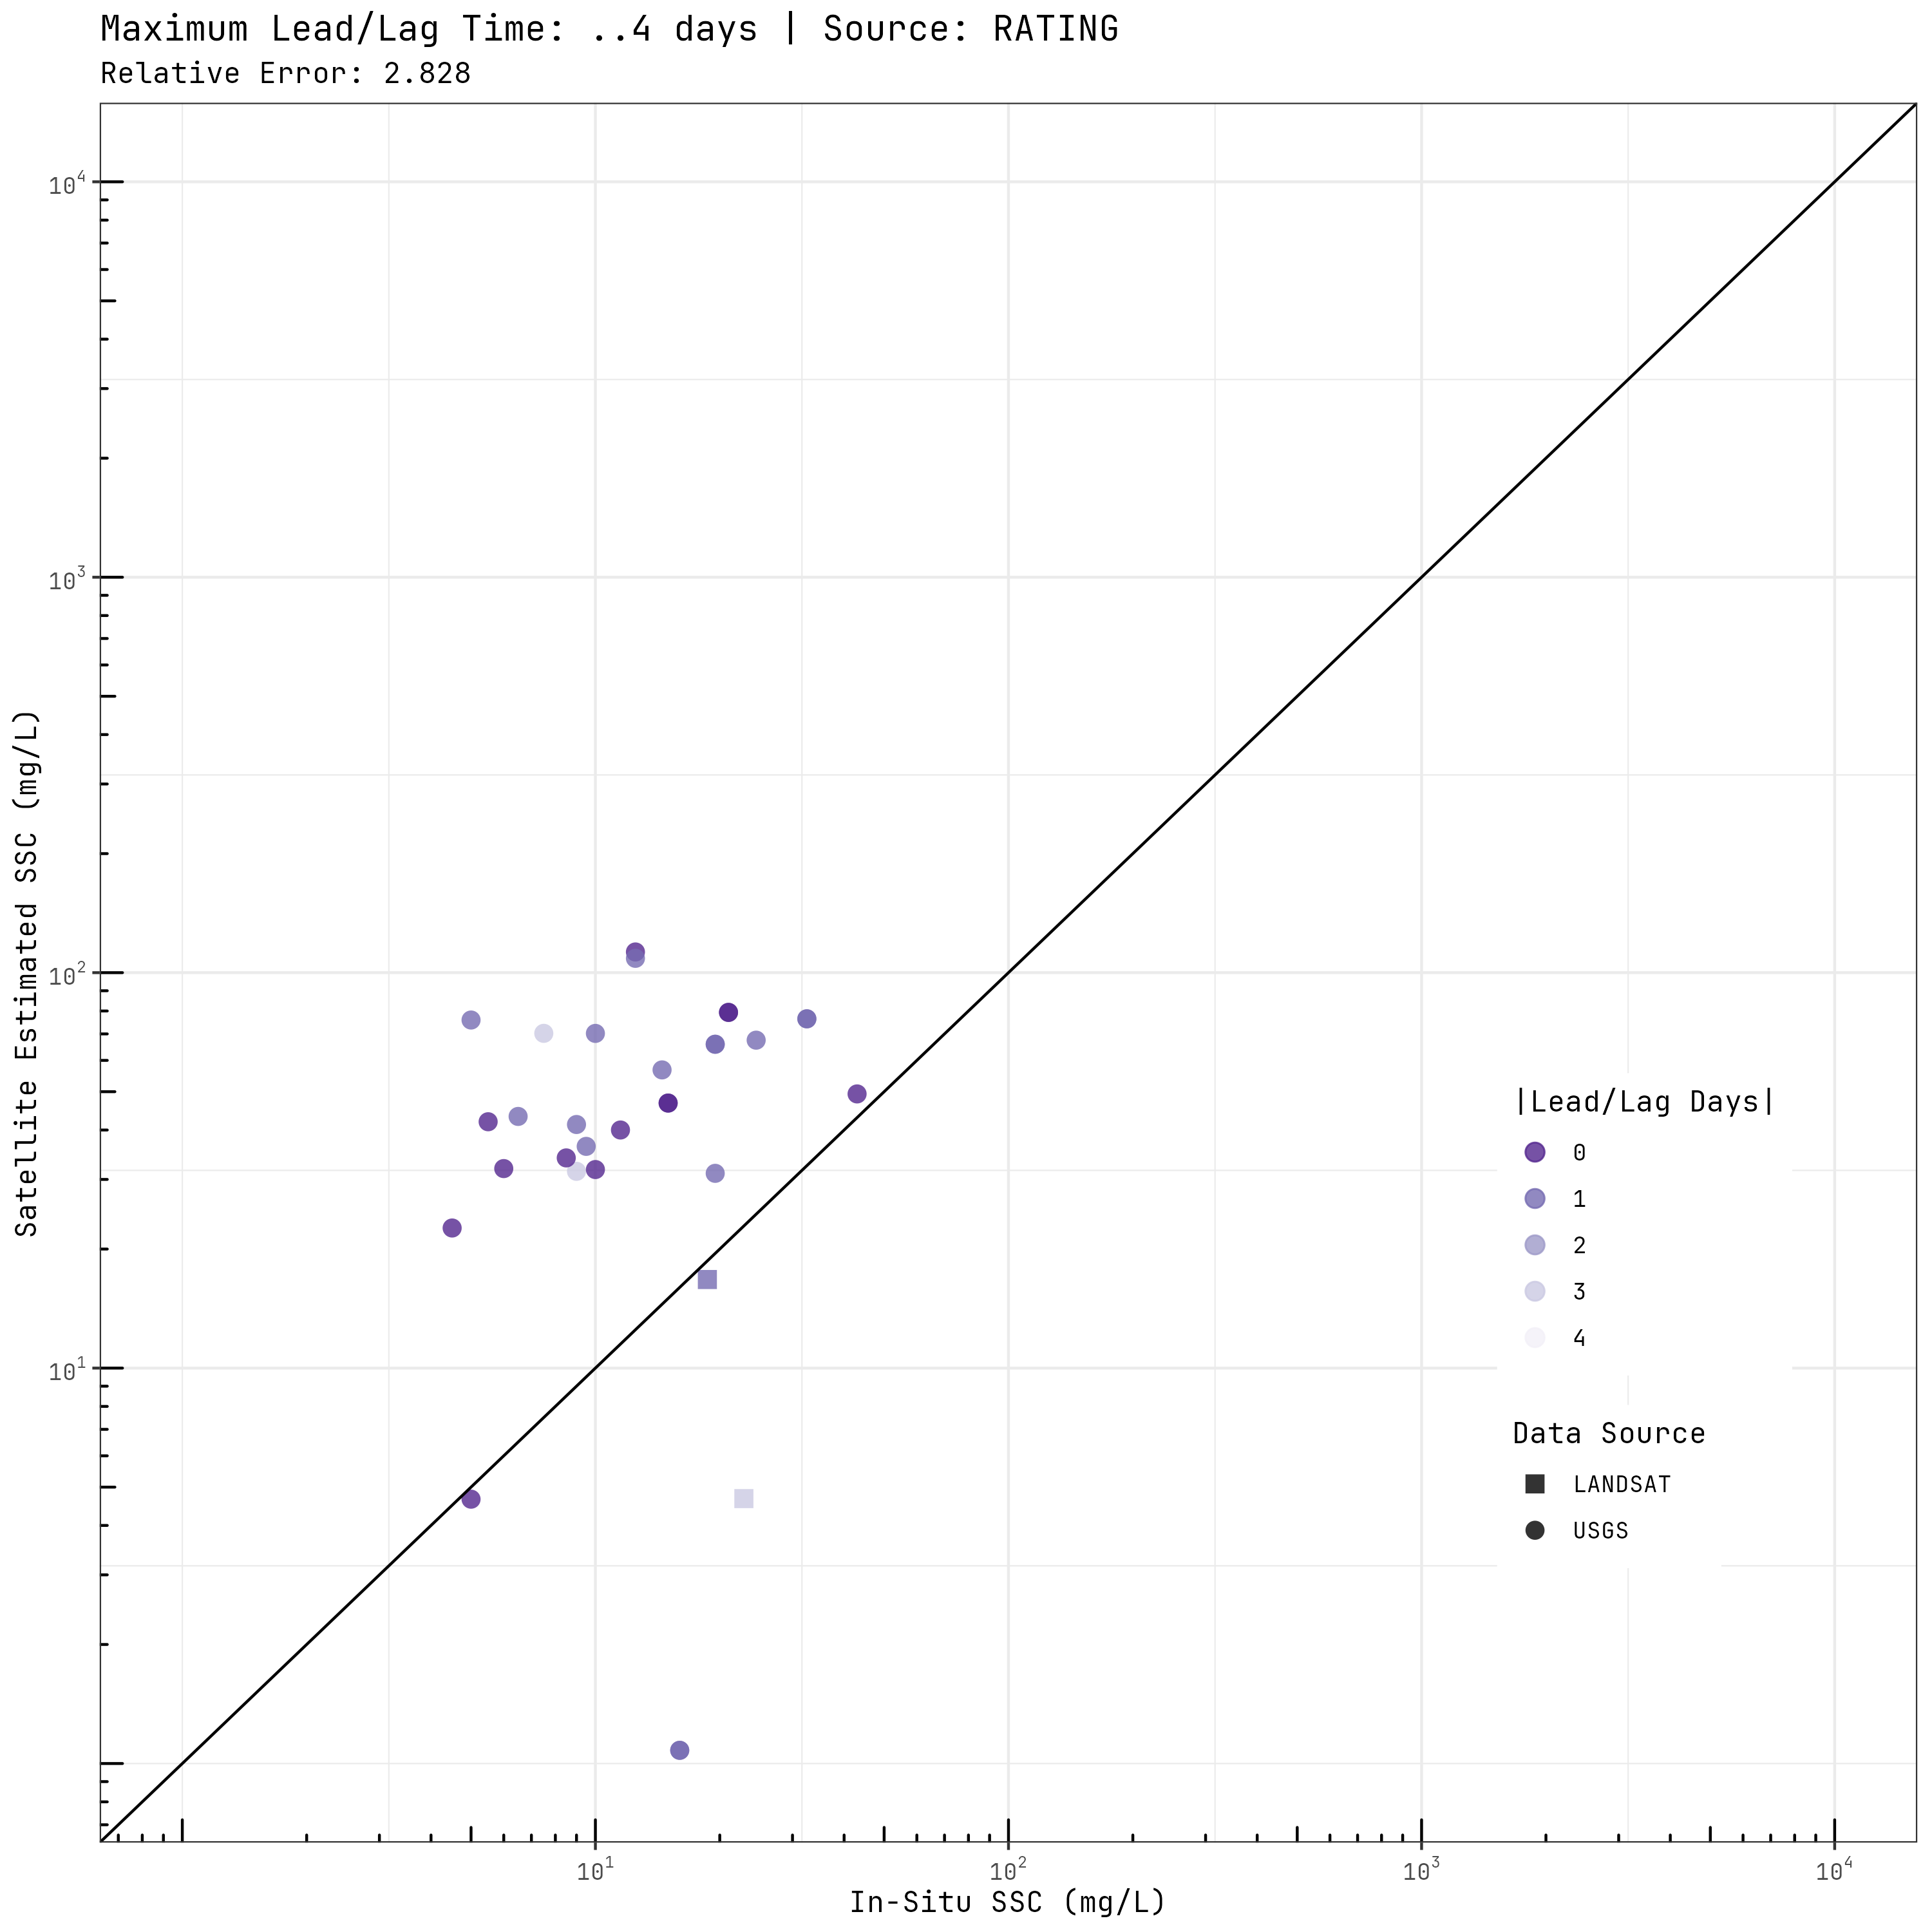 Maximum Lead/Lag Time: ..4 days | Source: RATING
Relative Error: 2.828
10⁴
10³
10²
10¹
Satellite Estimated SSC (mg/L)
|Lead/Lag Days|
0
1
2
3
4
Data Source
LANDSAT
USGS
10¹ 10² 10³ 10⁴
In-Situ SSC (mg/L)